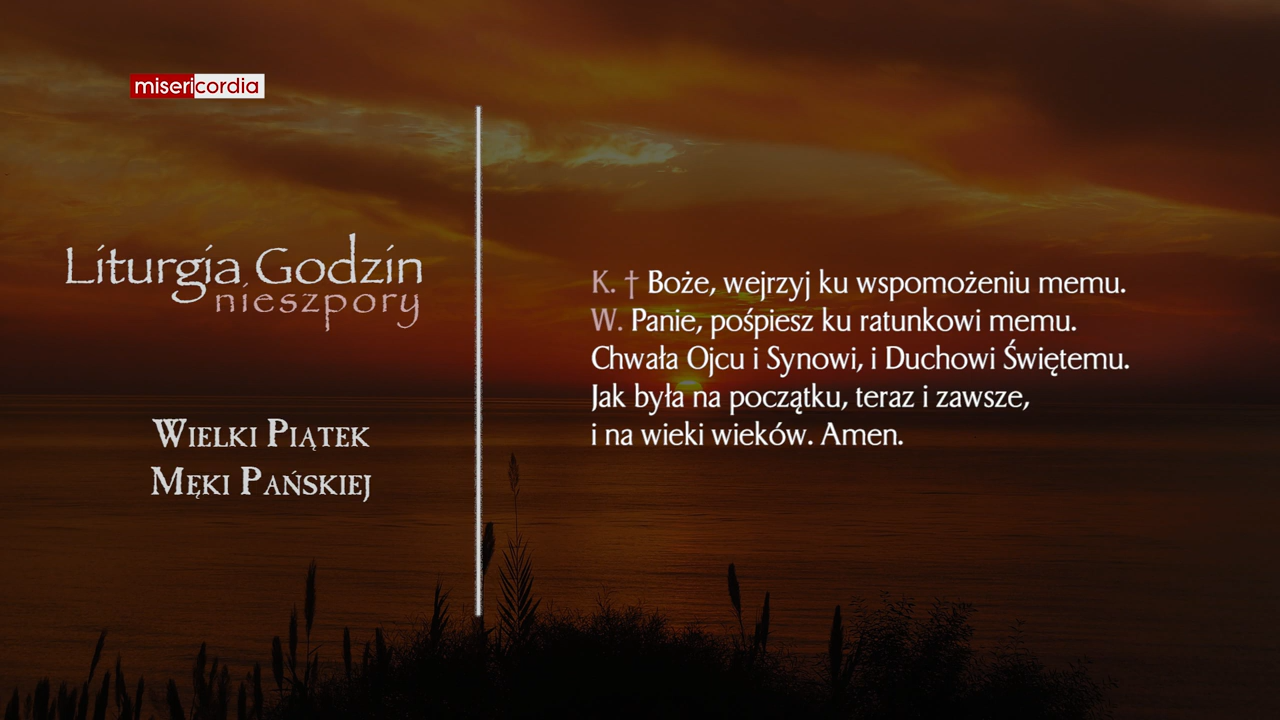 misericordia
Liturgia Godzin
nieszpory
Wielki Piątek
Męki Pańskiej
K. † Boże, wejrzyj ku wspomożeniu memu.
W. Panie, pośpiesz ku ratunkowi memu.
Chwała Ojcu i Synowi, i Duchowi Świętemu.
Jak była na początku, teraz i zawsze,
i na wieki wieków. Amen.